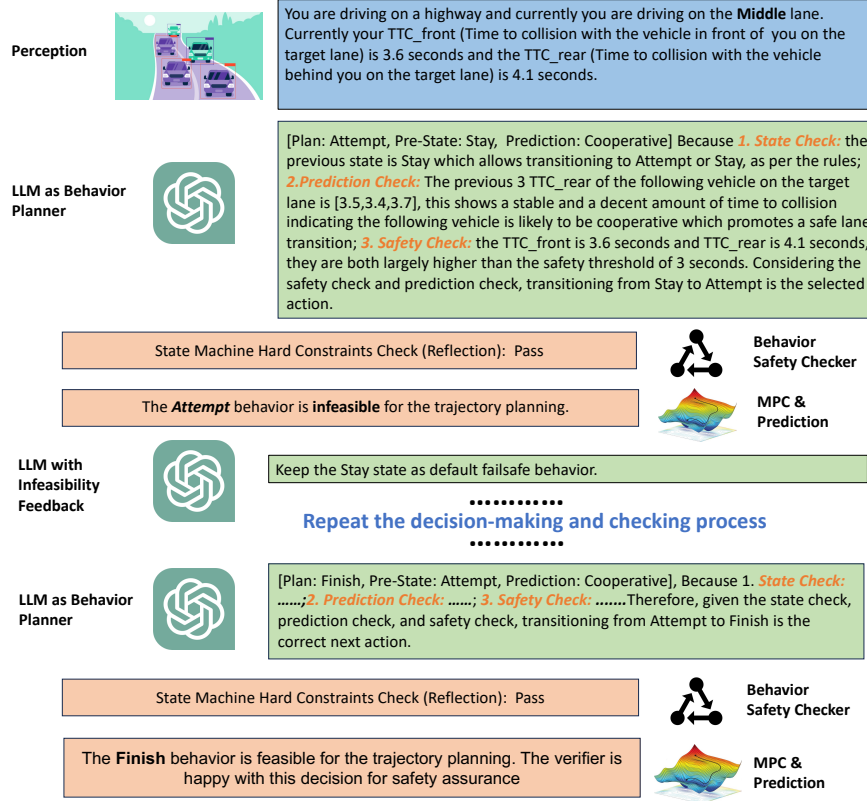 Perception
You are driving on a highway and currently you are driving on the Middle lane.
Currently your TTC_front (Time to collision with the vehicle in front of you on the
target lane) is 3.6 seconds and the TTC_rear (Time to collision with the vehicle
behind you on the target lane) is 4.1 seconds.
LLM as Behavior
Planner
[Plan: Attempt, Pre-State: Stay, Prediction: Cooperative] Because 1. State Check: the
previous state is Stay which allows transitioning to Attempt or Stay, as per the rules;
2.Prediction Check: The previous 3 TTC_rear of the following vehicle on the target
lane is [3.5,3.4,3.7], this shows a stable and a decent amount of time to collision
indicating the following vehicle is likely to be cooperative which promotes a safe lane
transition; 3. Safety Check: the TTC_front is 3.6 seconds and TTC_rear is 4.1 seconds,
they are both largely higher than the safety threshold of 3 seconds. Considering the
safety check and prediction check, transitioning from Stay to Attempt is the selected
action.
State Machine Hard Constraints Check (Reflection): Pass
Behavior
Safety Checker
The Attempt behavior is infeasible for the trajectory planning.
MPC &
Prediction
LLM with
Infeasibility
Feedback
Keep the Stay state as default failsafe behavior.
…………
Repeat the decision-making and checking process
…………
LLM as Behavior
Planner
[Plan: Finish, Pre-State: Attempt, Prediction: Cooperative], Because 1. State Check:
……;2. Prediction Check: ……; 3. Safety Check: …….Therefore, given the state check,
prediction check, and safety check, transitioning from Attempt to Finish is the
correct next action.
State Machine Hard Constraints Check (Reflection): Pass
Behavior
Safety Checker
The Finish behavior is feasible for the trajectory planning. The verifier is
happy with this decision for safety assurance
MPC &
Prediction